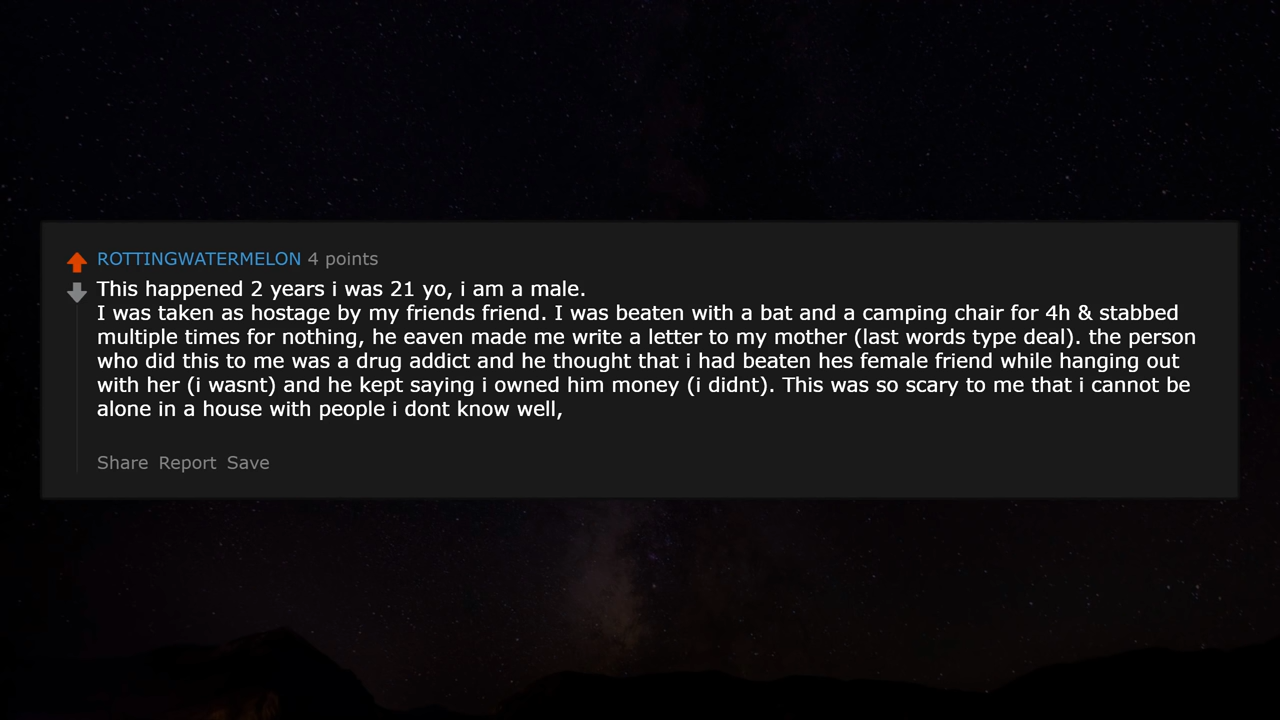 ROTTINGWATERMELON 4 points
This happened 2 years i was 21 yo, i am a male.
I was taken as hostage by my friends friend. I was beaten with a bat and a camping chair for 4h & stabbed
multiple times for nothing, he eaven made me write a letter to my mother (last words type deal). the person
who did this to me was a drug addict and he thought that i had beaten hes female friend while hanging out
with her (i wasnt) and he kept saying i owned him money (i didnt). This was so scary to me that i cannot be
alone in a house with people i dont know well,
Share Report Save